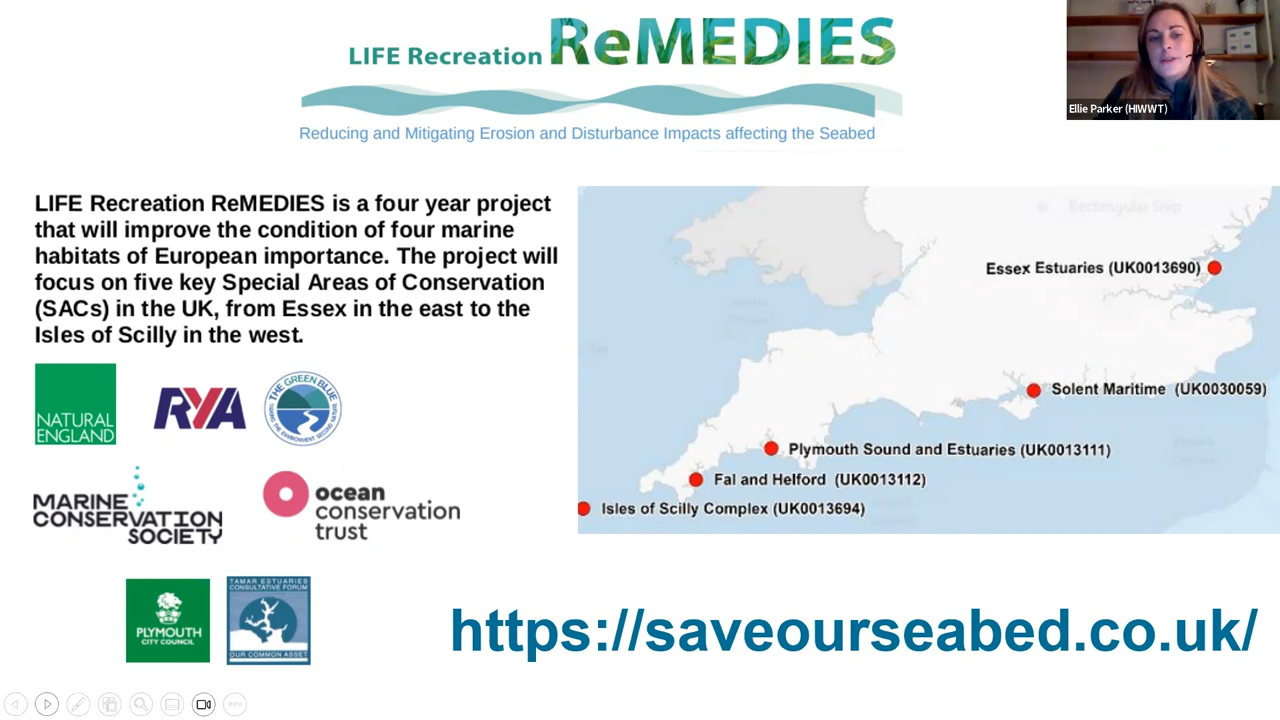 LIFE Recreation ReMEDIES
Reducing and Mitigating Erosion and Disturbance Impacts affecting the Seabed
Ellie Parker (HIWWT)
LIFE Recreation ReMEDIES is a four year project
that will improve the condition of four marine
habitats of European importance. The project will
focus on five key Special Areas of Conservation
(SACs) in the UK, from Essex in the east to the
Isles of Scilly in the west.
Rectangular Snip
Essex Estuaries (UK0013690)
Solent Maritime (UK0030059)
Plymouth Sound and Estuaries (UK0013111)
Fal and Helford (UK0013112)
Isles of Scilly Complex (UK0013694)
NATURAL
ENGLAND
RYA
THE GREEN BLUE
MARINE
CONSERVATION
SOCIETY
ocean
conservation
trust
PLYMOUTH
CITY COUNCIL
TAMAR ESTUARIES
CONSULTATIVE FORUM
OUR COMMON ASSET
https://saveourseabed.co.uk/